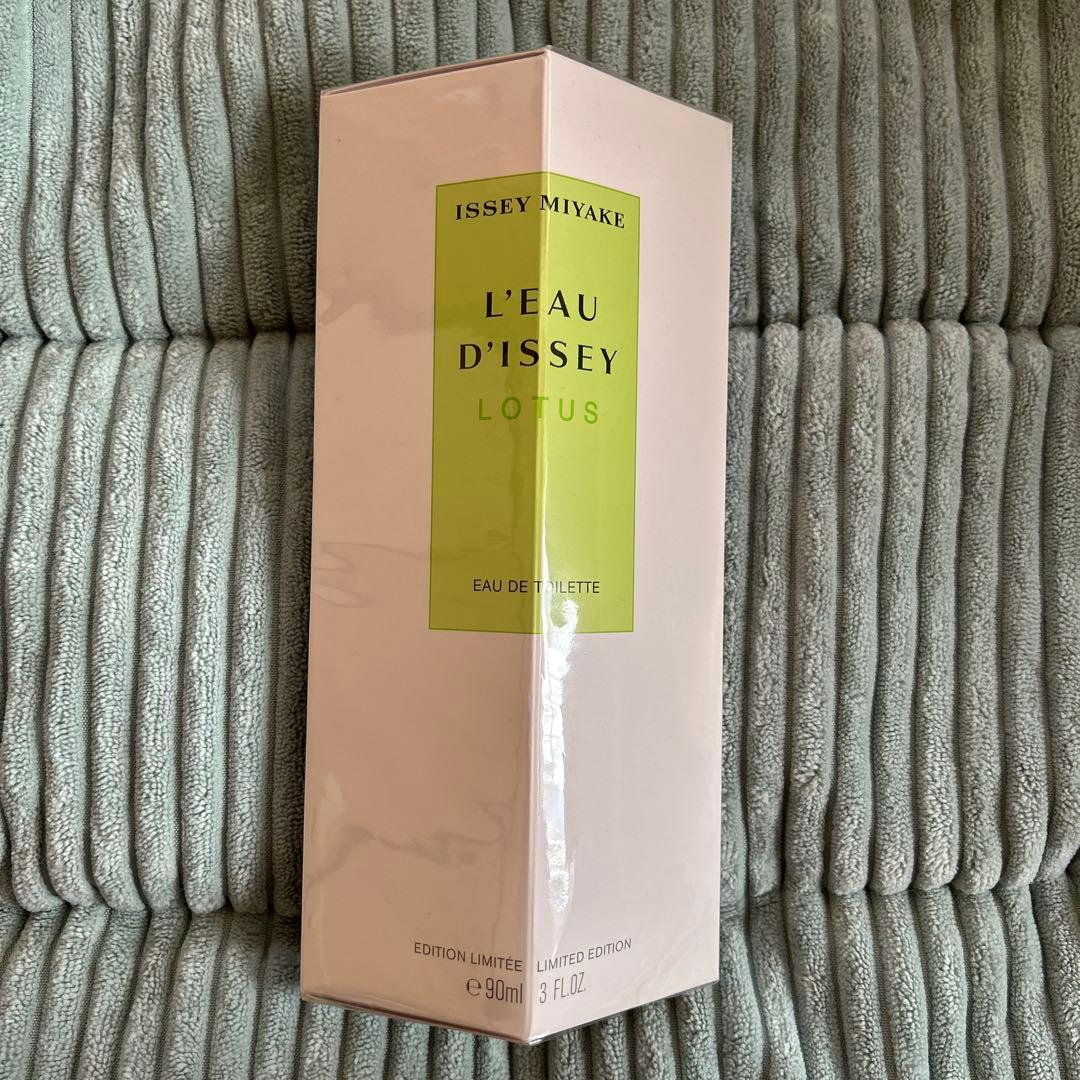 ISSEY MIYAKE
L'EAU
D'ISSEY
LOTUS
EAU DE TOILETTE
EDITION LIMITÉE LIMITED EDITION
℮ 90ml 3 FL.OZ.